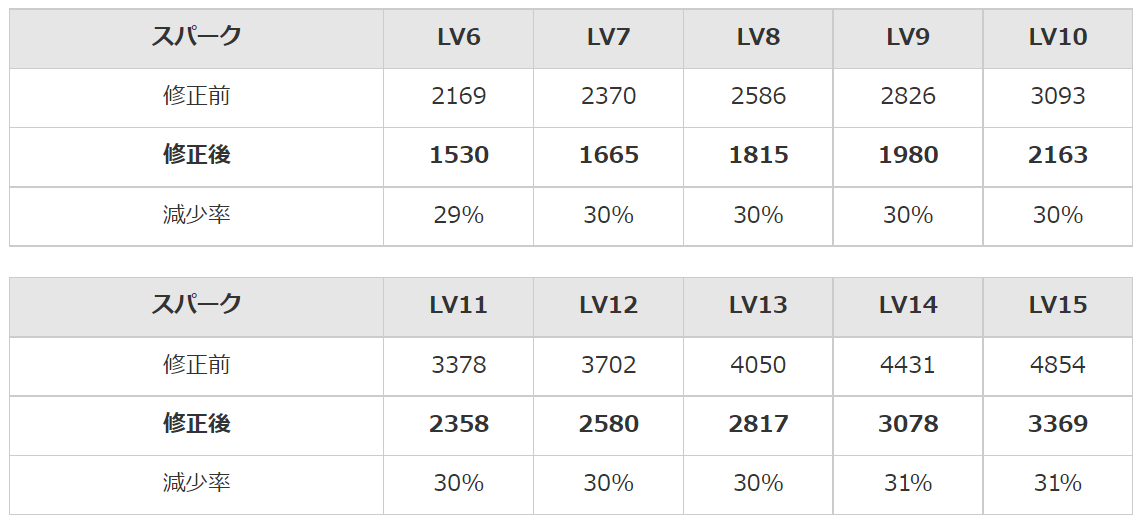 スパーク LV6 LV7 LV8 LV9 LV10
修正前 2169 2370 2586 2826 3093
修正後 1530 1665 1815 1980 2163
減少率 29% 30% 30% 30% 30%
スパーク LV11 LV12 LV13 LV14 LV15
修正前 3378 3702 4050 4431 4854
修正後 2358 2580 2817 3078 3369
減少率 30% 30% 30% 31% 31%